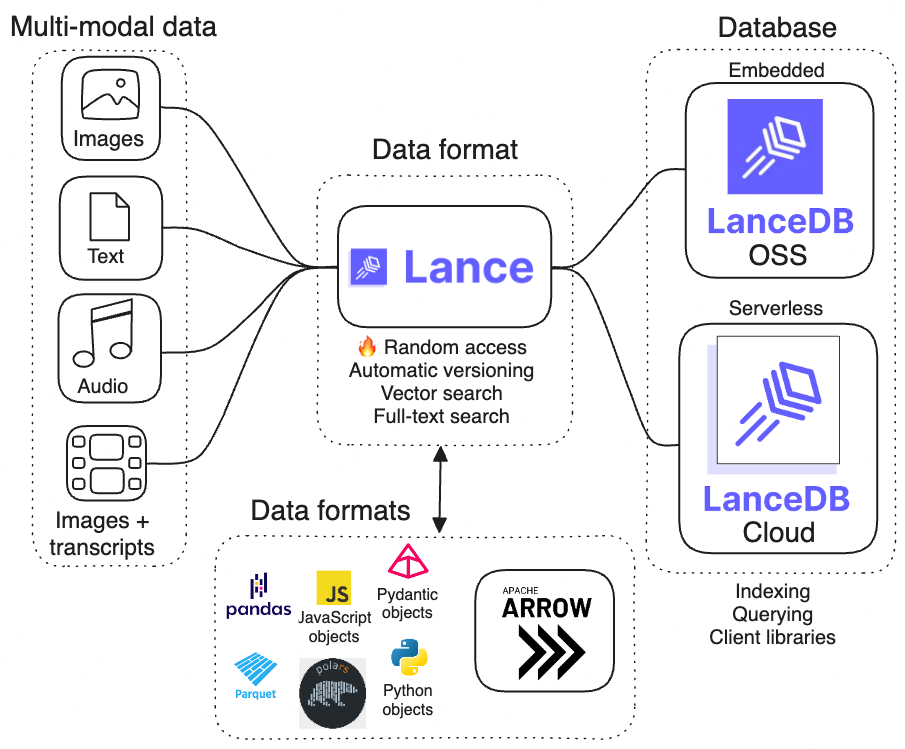 Multi-modal data
Images
Text
Audio
Images +
transcripts
Data format
Lance
🔥 Random access
Automatic versioning
Vector search
Full-text search
Data formats
pandas
JS
JavaScript
objects
Pydantic
objects
Parquet
polars
Python
objects
APACHE
ARROW
Database
Embedded
LanceDB
OSS
Serverless
LanceDB
Cloud
Indexing
Querying
Client libraries